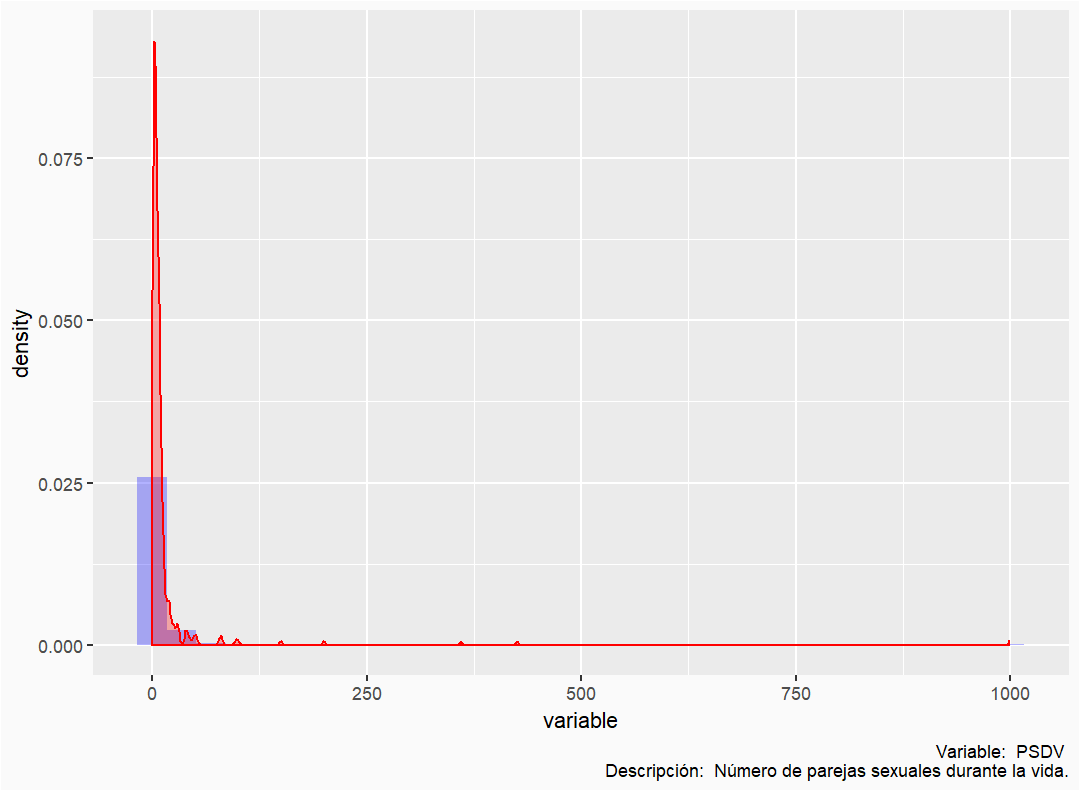 density
0.075
0.050
0.025
0.000
0 250 500 750 1000
variable
Variable: PSDV
Descripción: Número de parejas sexuales durante la vida.